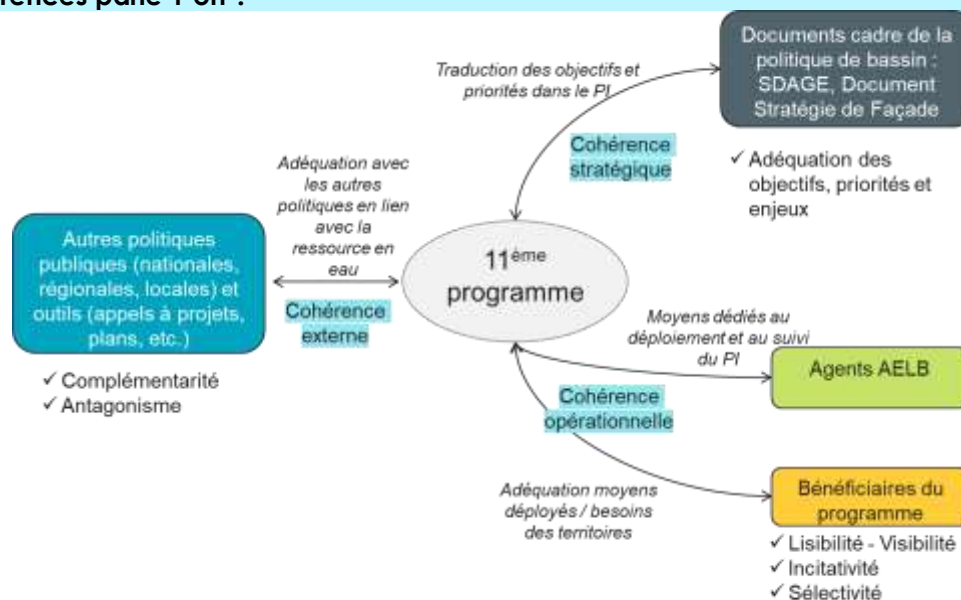 parle-t-on ?
Documents cadre de la
politique de bassin :
SDAGE, Document
Stratégie de Façade
Traduction des objectifs et
priorités dans le PI
Cohérence
stratégique
✓ Adéquation des
objectifs, priorités et
enjeux
Adéquation avec
les autres
politiques en lien
avec la
ressource en
eau
Autres politiques
publiques (nationales,
régionales, locales) et
outils (appels à projets,
plans, etc.)
Cohérence
externe
✓ Complémentarité
✓ Antagonisme
11ème
programme
Moyens dédiés au
déploiement et au suivi
du PI
Agents AELB
Cohérence
opérationnelle
Adéquation moyens
déployés / besoins
des territoires
Bénéficiaires du
programme
✓ Lisibilité - Visibilité
✓ Incitativité
✓ Sélectivité